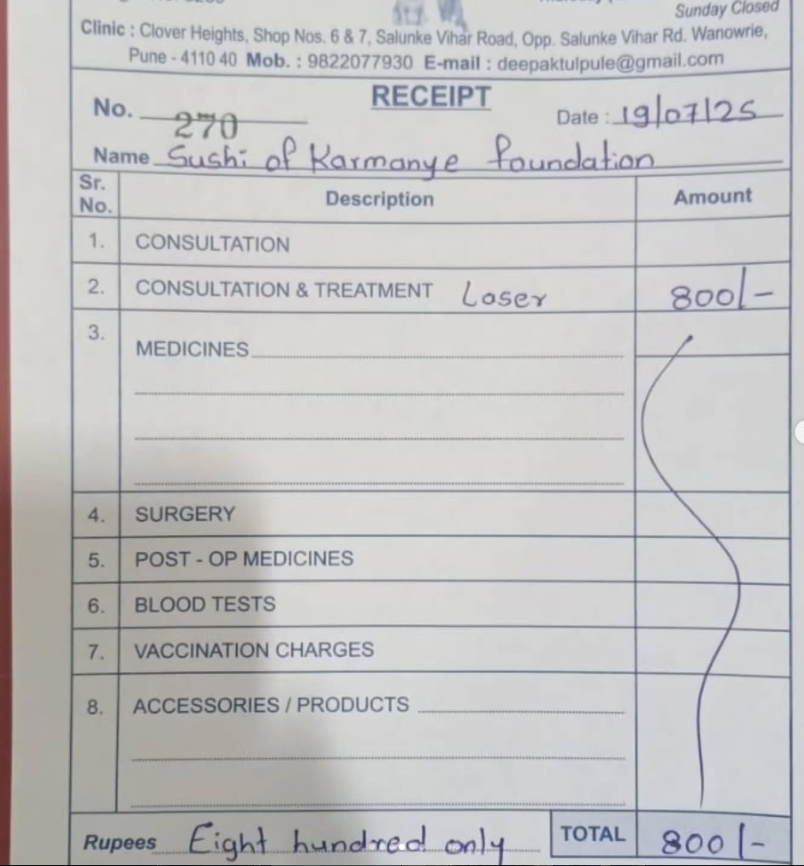 Sunday Closed
Clinic : Clover Heights, Shop Nos. 6 & 7, Salunke Vihar Road, Opp. Salunke Vihar Rd. Wanowrie,
Pune - 4110 40 Mob. : 9822077930 E-mail : deepaktulpule@gmail.com
RECEIPT
No. 270 Date : 19/07/25
Name Sushi of Karmanye foundation
Sr. No. Description Amount
1. CONSULTATION
2. CONSULTATION & TREATMENT Laser 800/-
3. MEDICINES
4. SURGERY
5. POST - OP MEDICINES
6. BLOOD TESTS
7. VACCINATION CHARGES
8. ACCESSORIES / PRODUCTS
Rupees Eight hundred only TOTAL 800/-